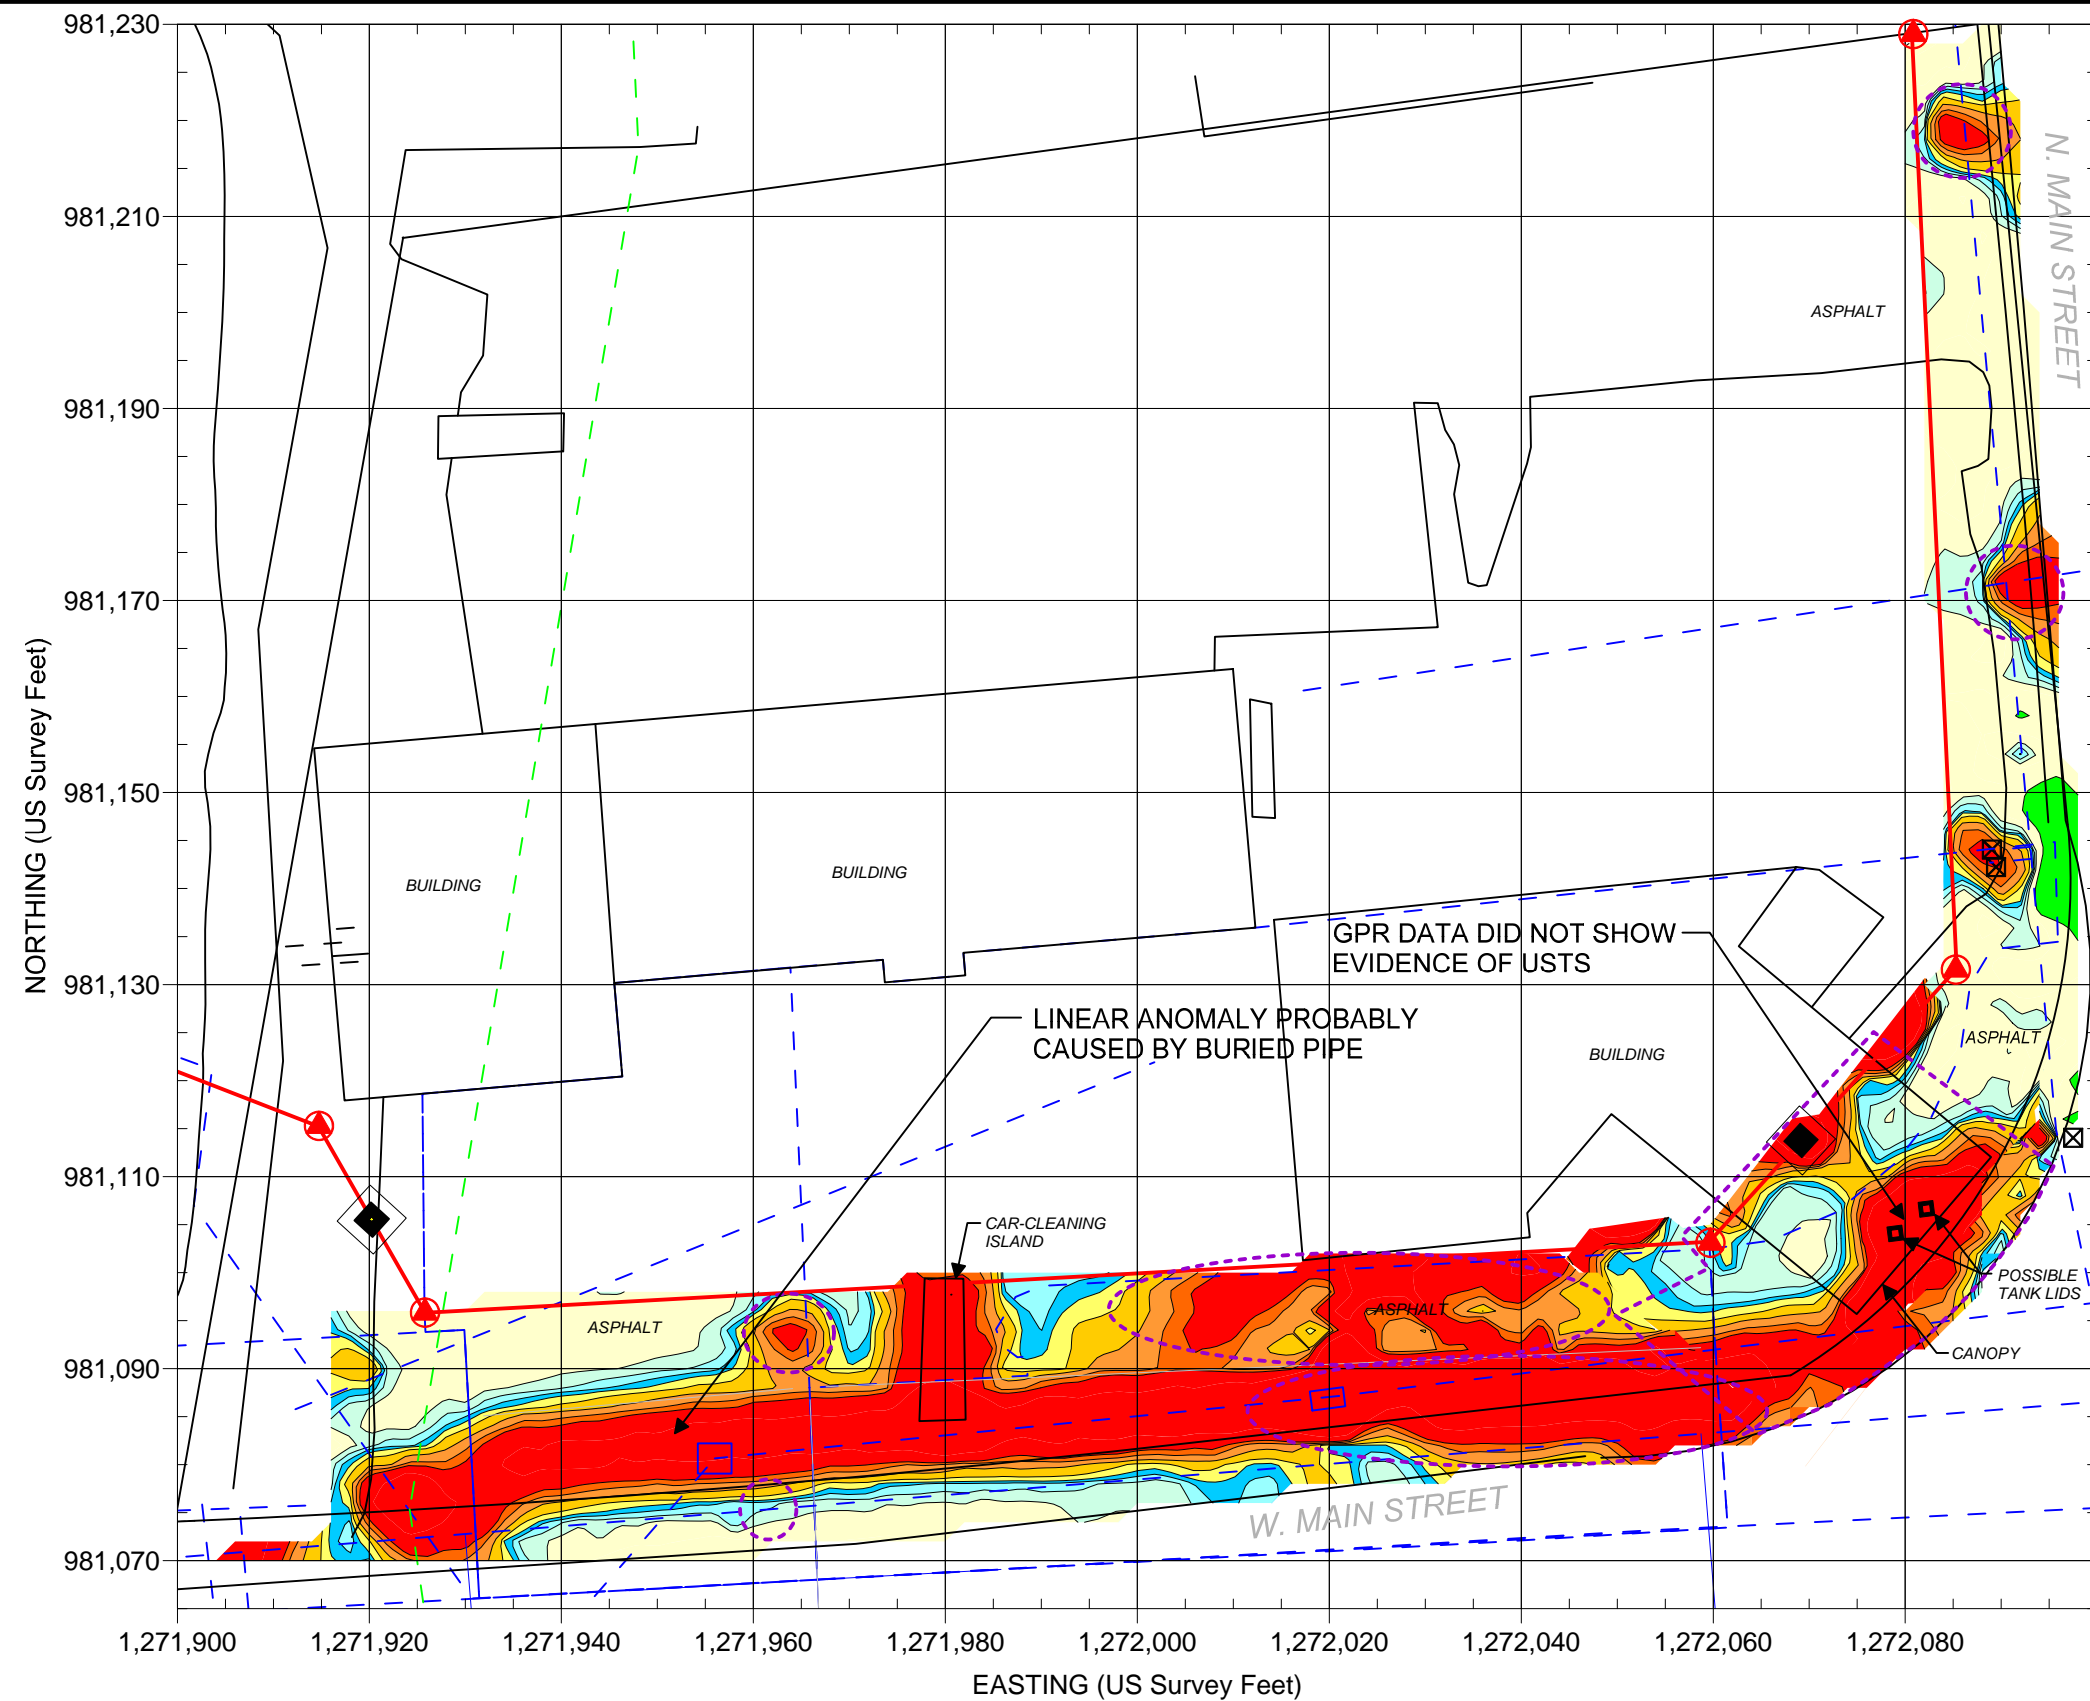 981,230
981,210
981,190
981,170
981,150
981,130
981,110
981,090
981,070
NORTHING (US Survey Feet)
N. MAIN STREET
ASPHALT
BUILDING
BUILDING
GPR DATA DID NOT SHOW
EVIDENCE OF USTS
LINEAR ANOMALY PROBABLY
CAUSED BY BURIED PIPE
BUILDING
ASPHALT
CAR-CLEANING
ISLAND
POSSIBLE
TANK LIDS
ASPHALT
ASPHALT
CANOPY
W. MAIN STREET
1,271,900
1,271,920
1,271,940
1,271,960
1,271,980
1,272,000
1,272,020
1,272,040
1,272,060
1,272,080
EASTING (US Survey Feet)